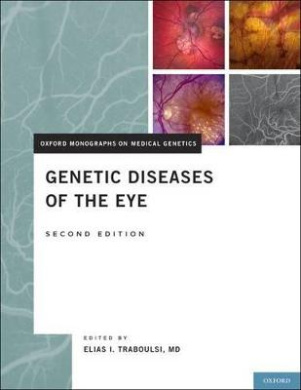 OXFORD MONOGRAPHS ON MEDICAL GENETICS
GENETIC DISEASES
OF THE EYE
SECOND EDITION
EDITED BY
ELIAS I. TRABOULSI, MD
OXFORD